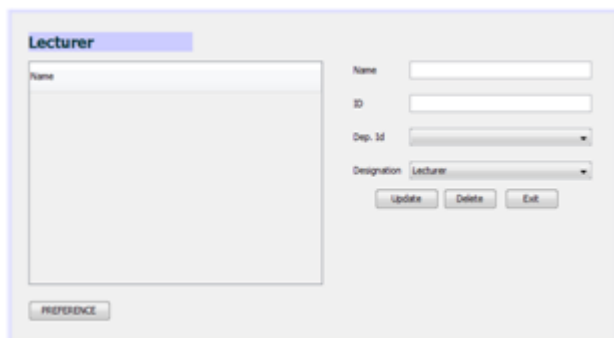 Lecturer
Name
Name
ID
Dep. Id
Designation Lecturer
Update Delete Exit
PREFERENCE